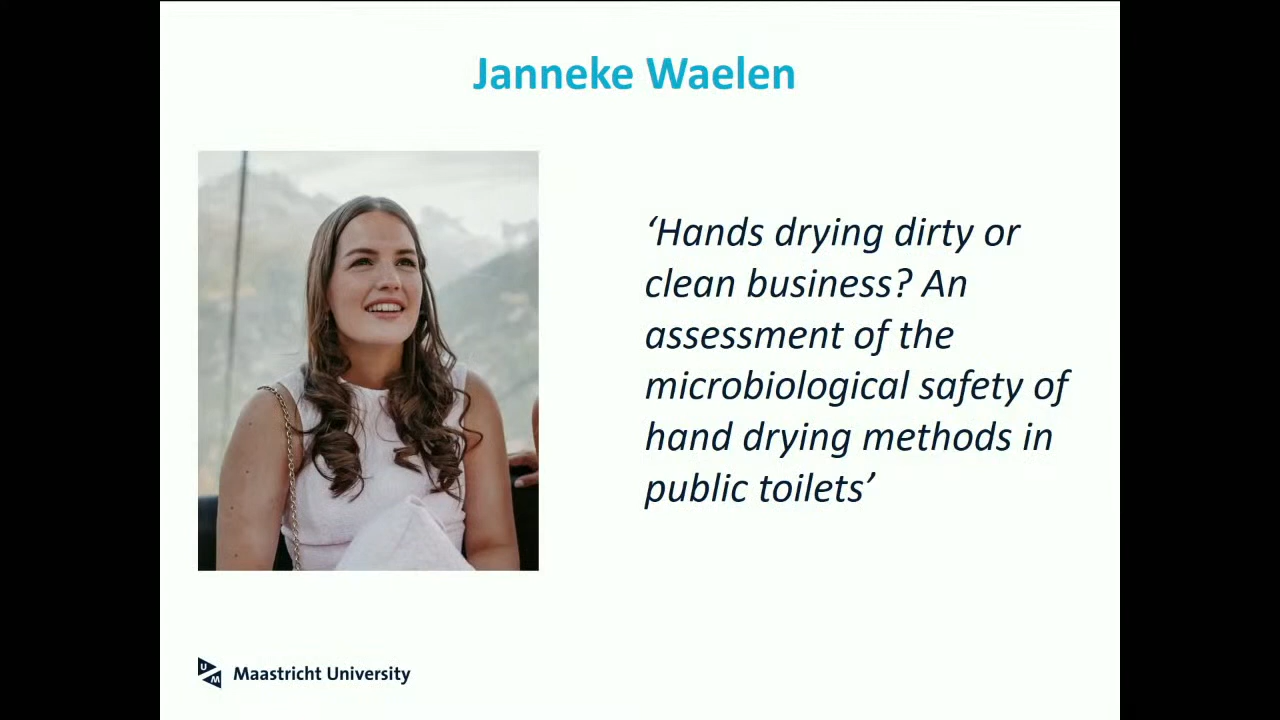 Janneke Waelen
‘Hands drying dirty or
clean business? An
assessment of the
microbiological safety of
hand drying methods in
public toilets’
UM
Maastricht University